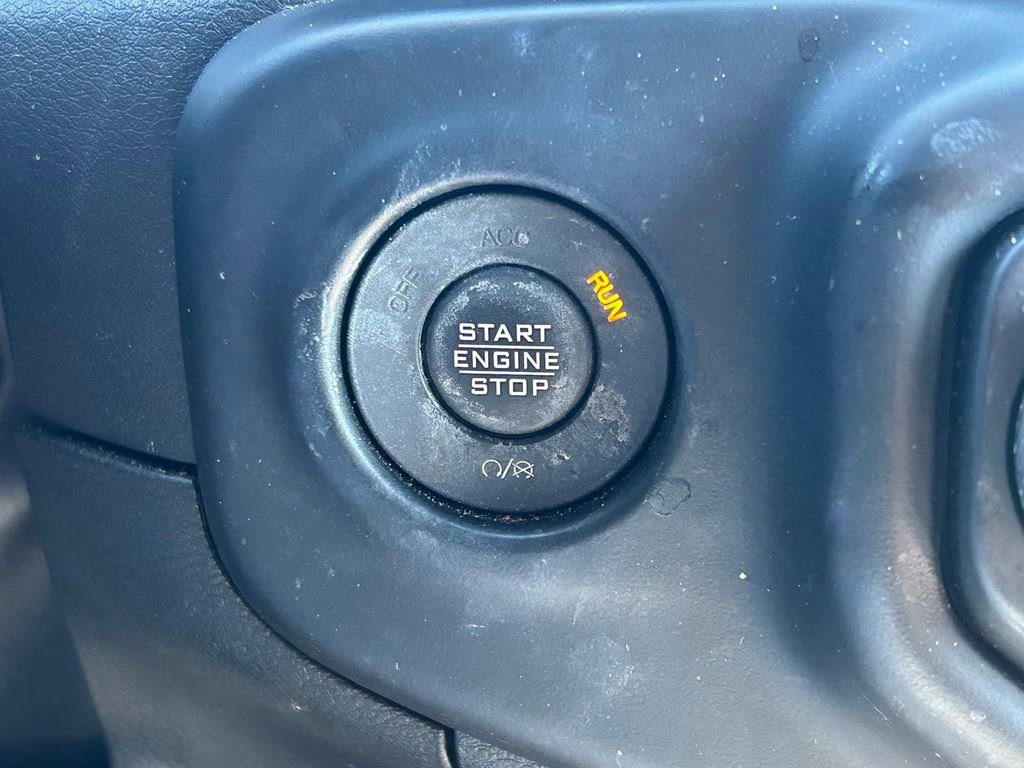 ACC
OFF
RUN
START
ENGINE
STOP